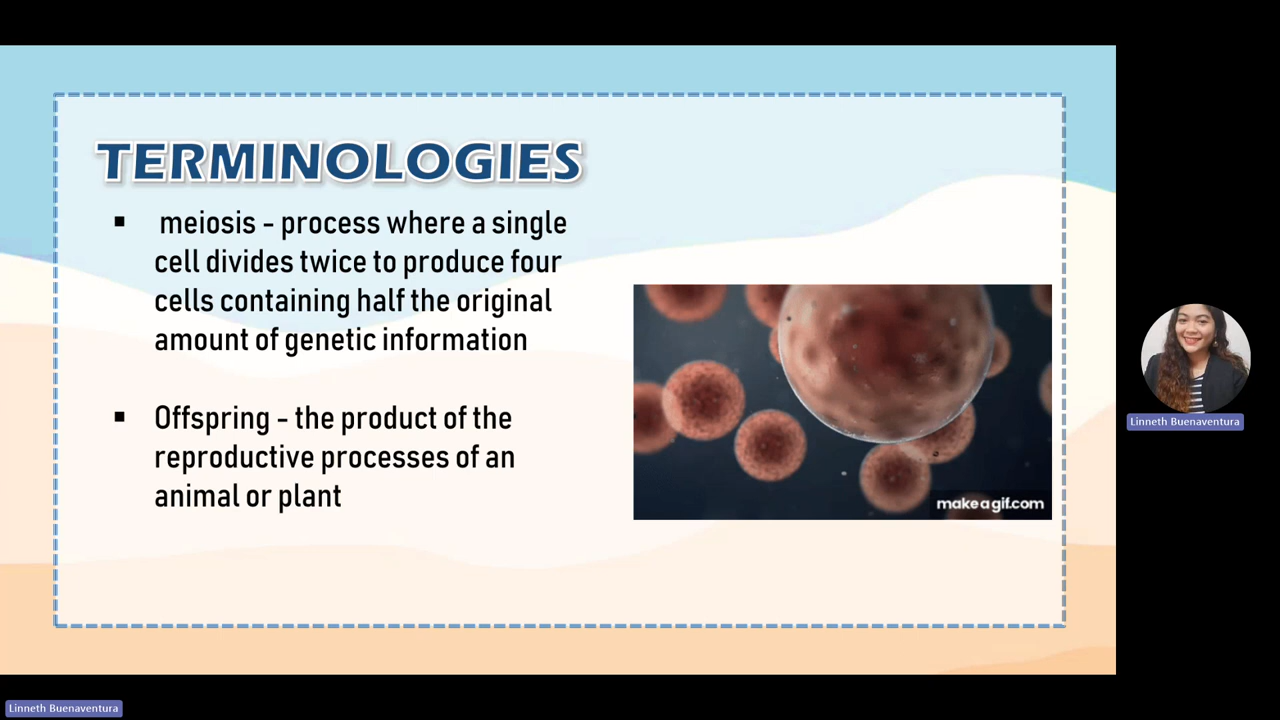 TERMINOLOGIES
▪ meiosis - process where a single
cell divides twice to produce four
cells containing half the original
amount of genetic information
▪ Offspring - the product of the
reproductive processes of an
animal or plant
makeagif.com
Linneth Buenaventura
Linneth Buenaventura